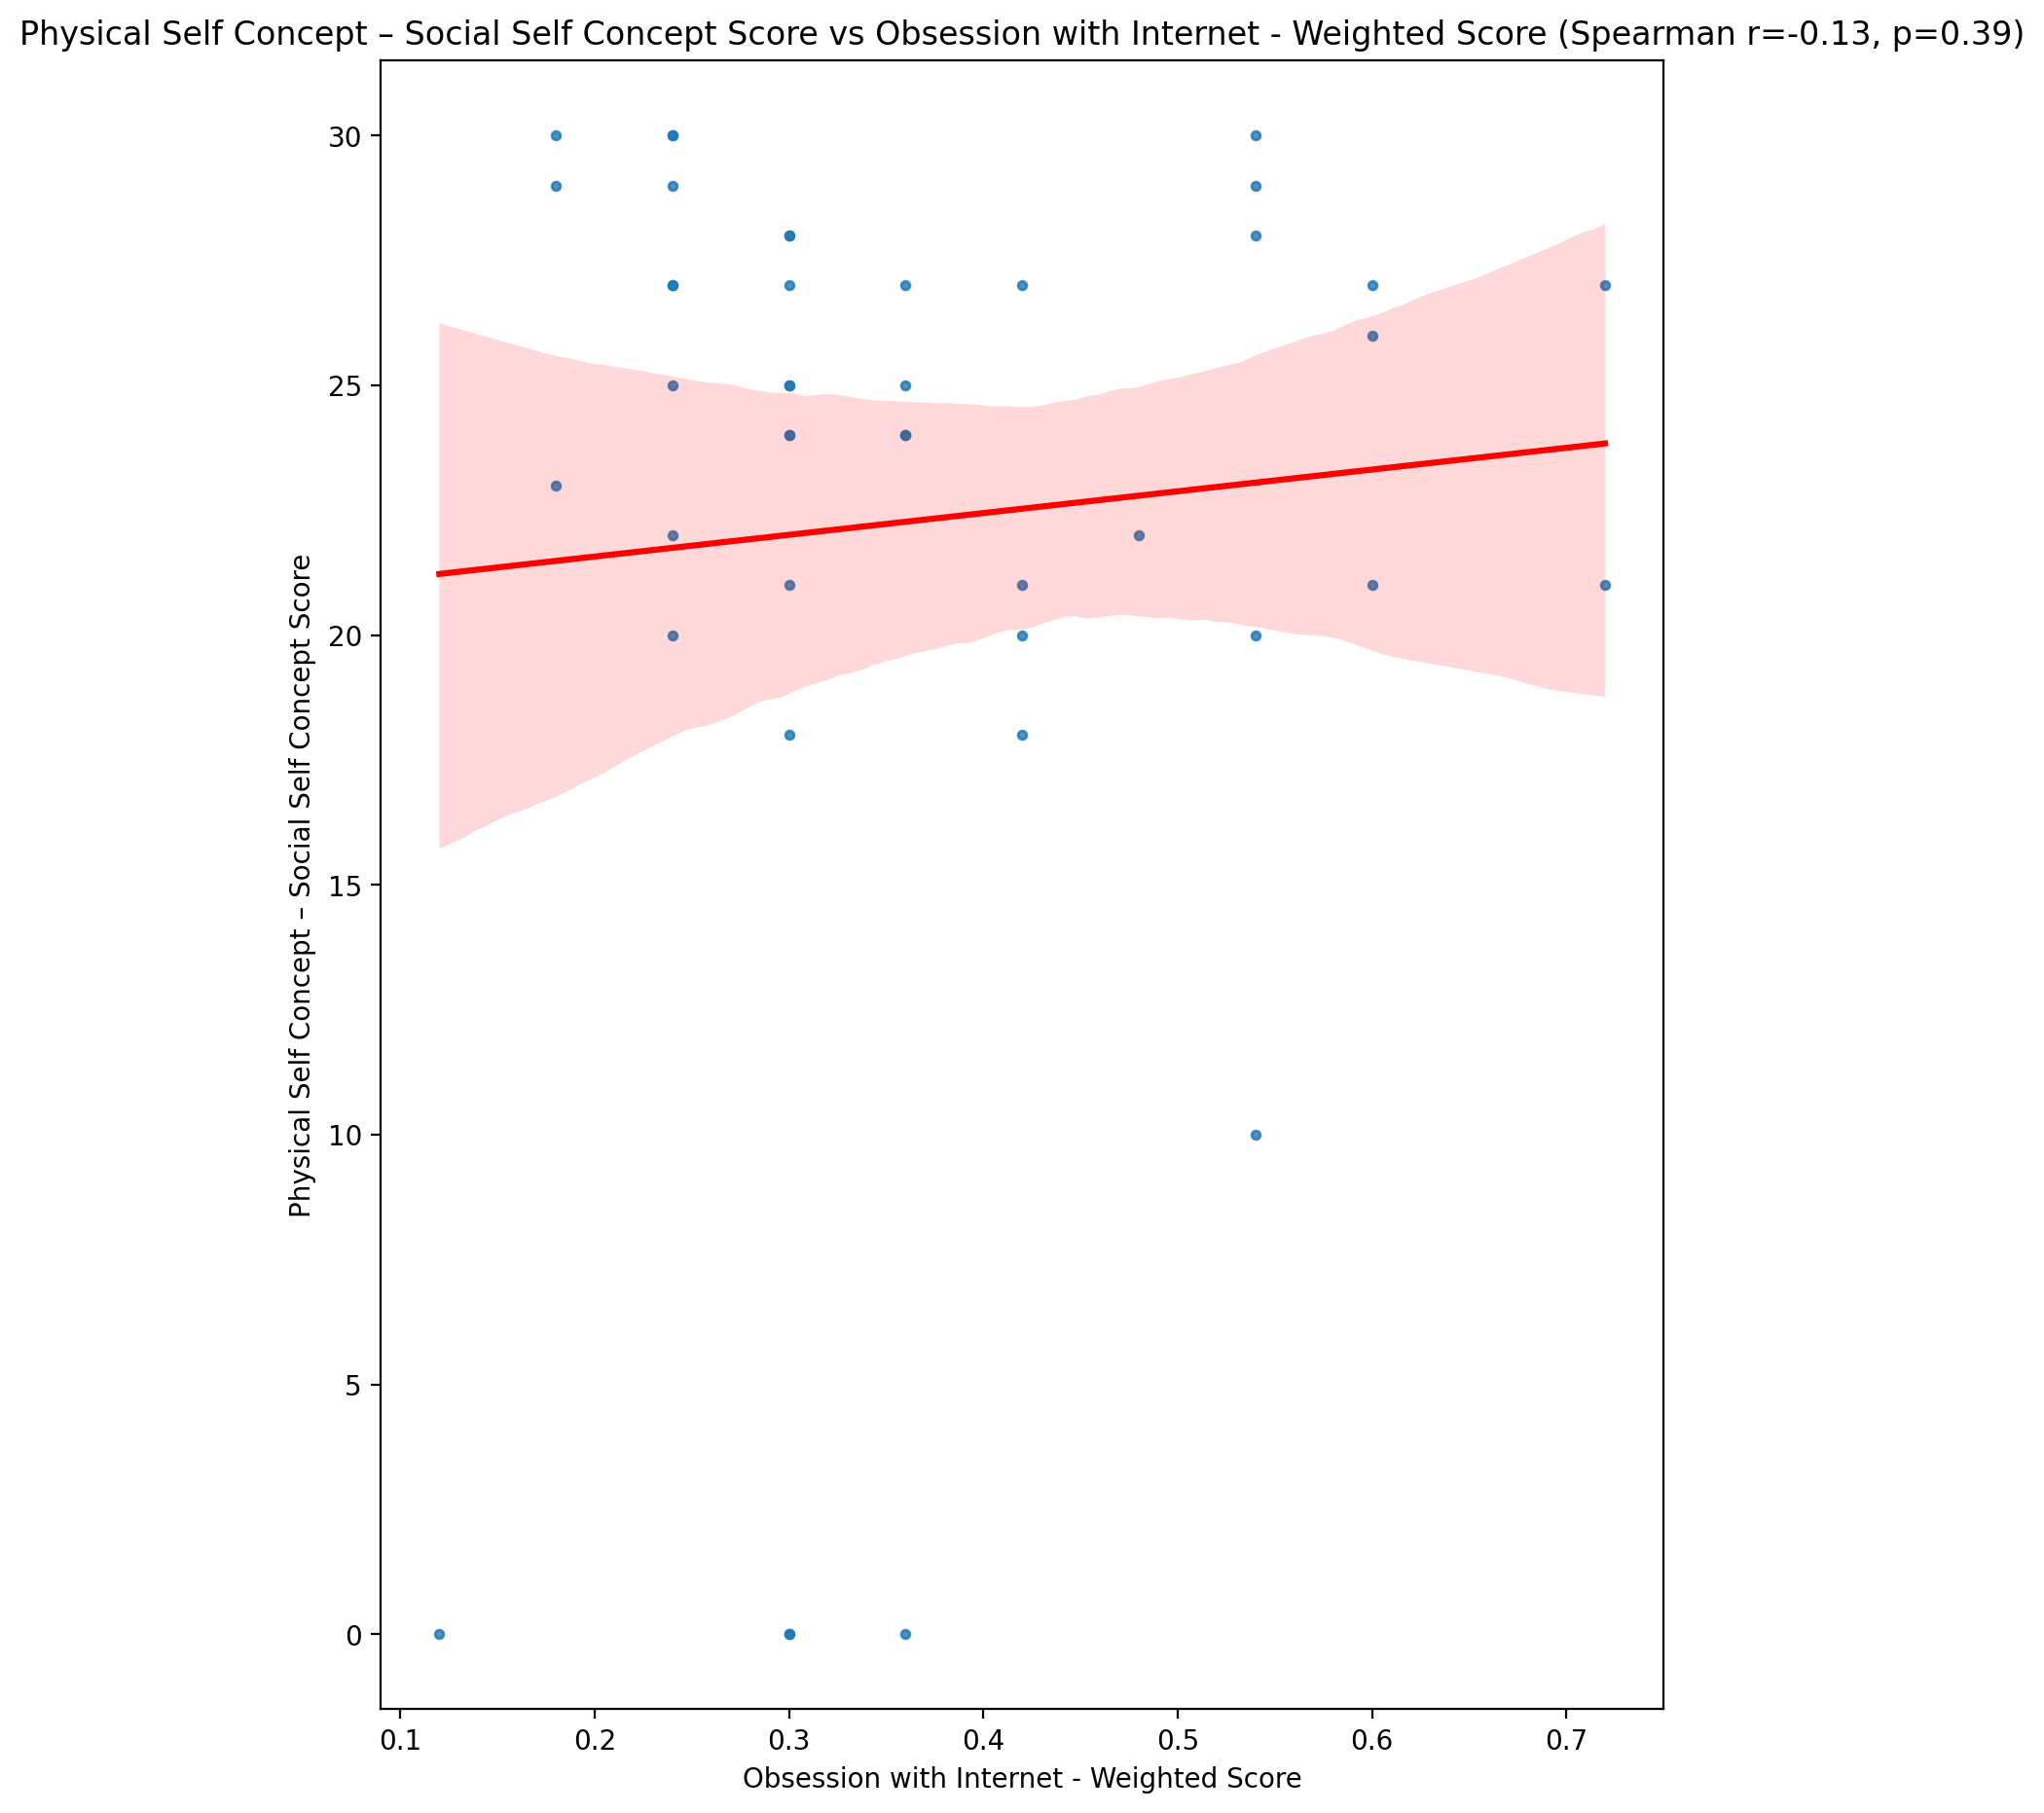 Physical Self Concept – Social Self Concept Score vs Obsession with Internet - Weighted Score (Spearman r=-0.13, p=0.39)
Physical Self Concept – Social Self Concept Score
30
25
20
15
10
5
0
0.1 0.2 0.3 0.4 0.5 0.6 0.7
Obsession with Internet - Weighted Score